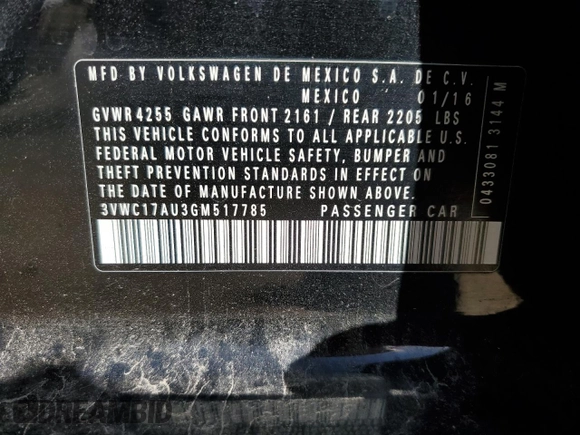 MFD BY VOLKSWAGEN DE MEXICO S.A. DE C.V.
MEXICO 01/16
GVWR 4255 GAWR FRONT 2161 / REAR 2205 LBS
THIS VEHICLE CONFORMS TO ALL APPLICABLE U.S.
FEDERAL MOTOR VEHICLE SAFETY, BUMPER AND
THEFT PREVENTION STANDARDS IN EFFECT ON
THE DATE OF MANUFACTURE SHOWN ABOVE.
3VWC17AU3GM517785 PASSENGER CAR
0433081 3144 M
DREAMBID